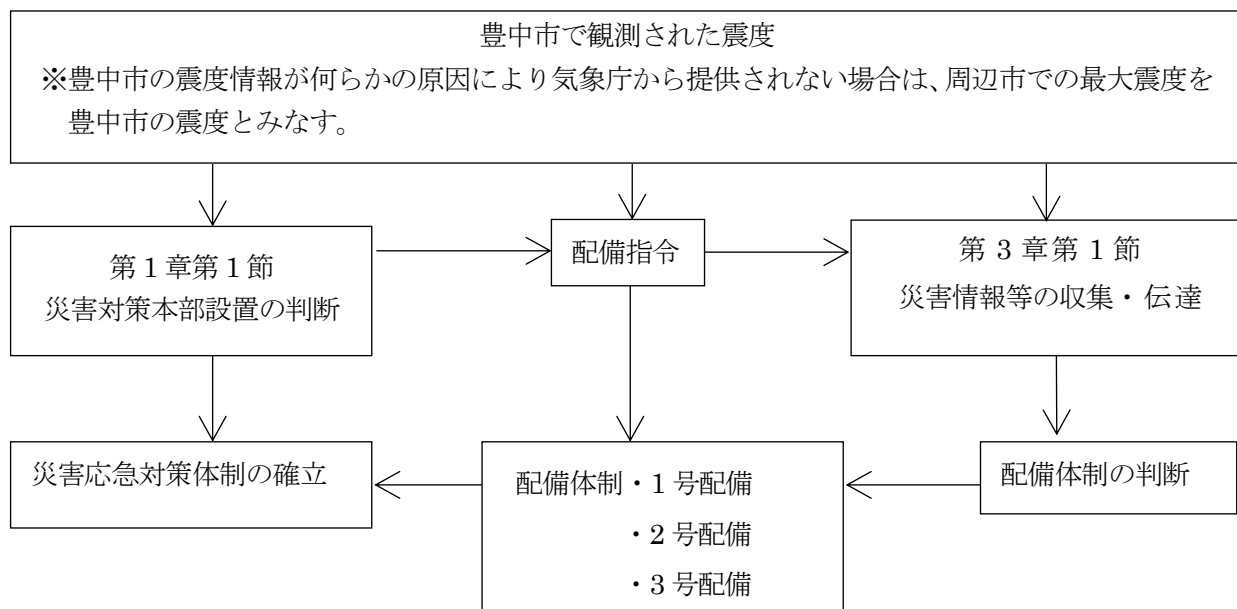 豊中市で観測された震度
※豊中市の震度情報が何らかの原因により気象庁から提供されない場合は、周辺市での最大震度を
豊中市の震度とみなす。
第1章第1節
災害対策本部設置の判断
配備指令
第3章第1節
災害情報等の収集・伝達
災害応急対策体制の確立
配備体制・1号配備
・2号配備
・3号配備
配備体制の判断